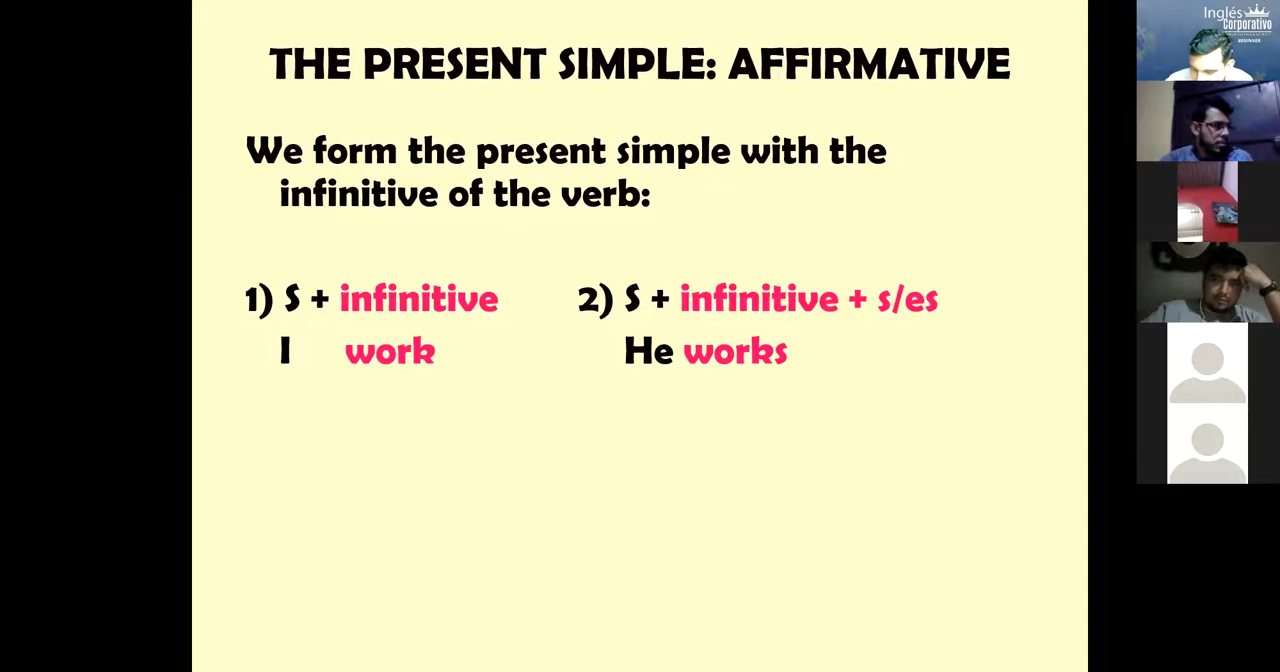 THE PRESENT SIMPLE: AFFIRMATIVE
We form the present simple with the
infinitive of the verb:
1) S + infinitive
I work
2) S + infinitive + s/es
He works
Inglés
Corporativo
BEGINNER